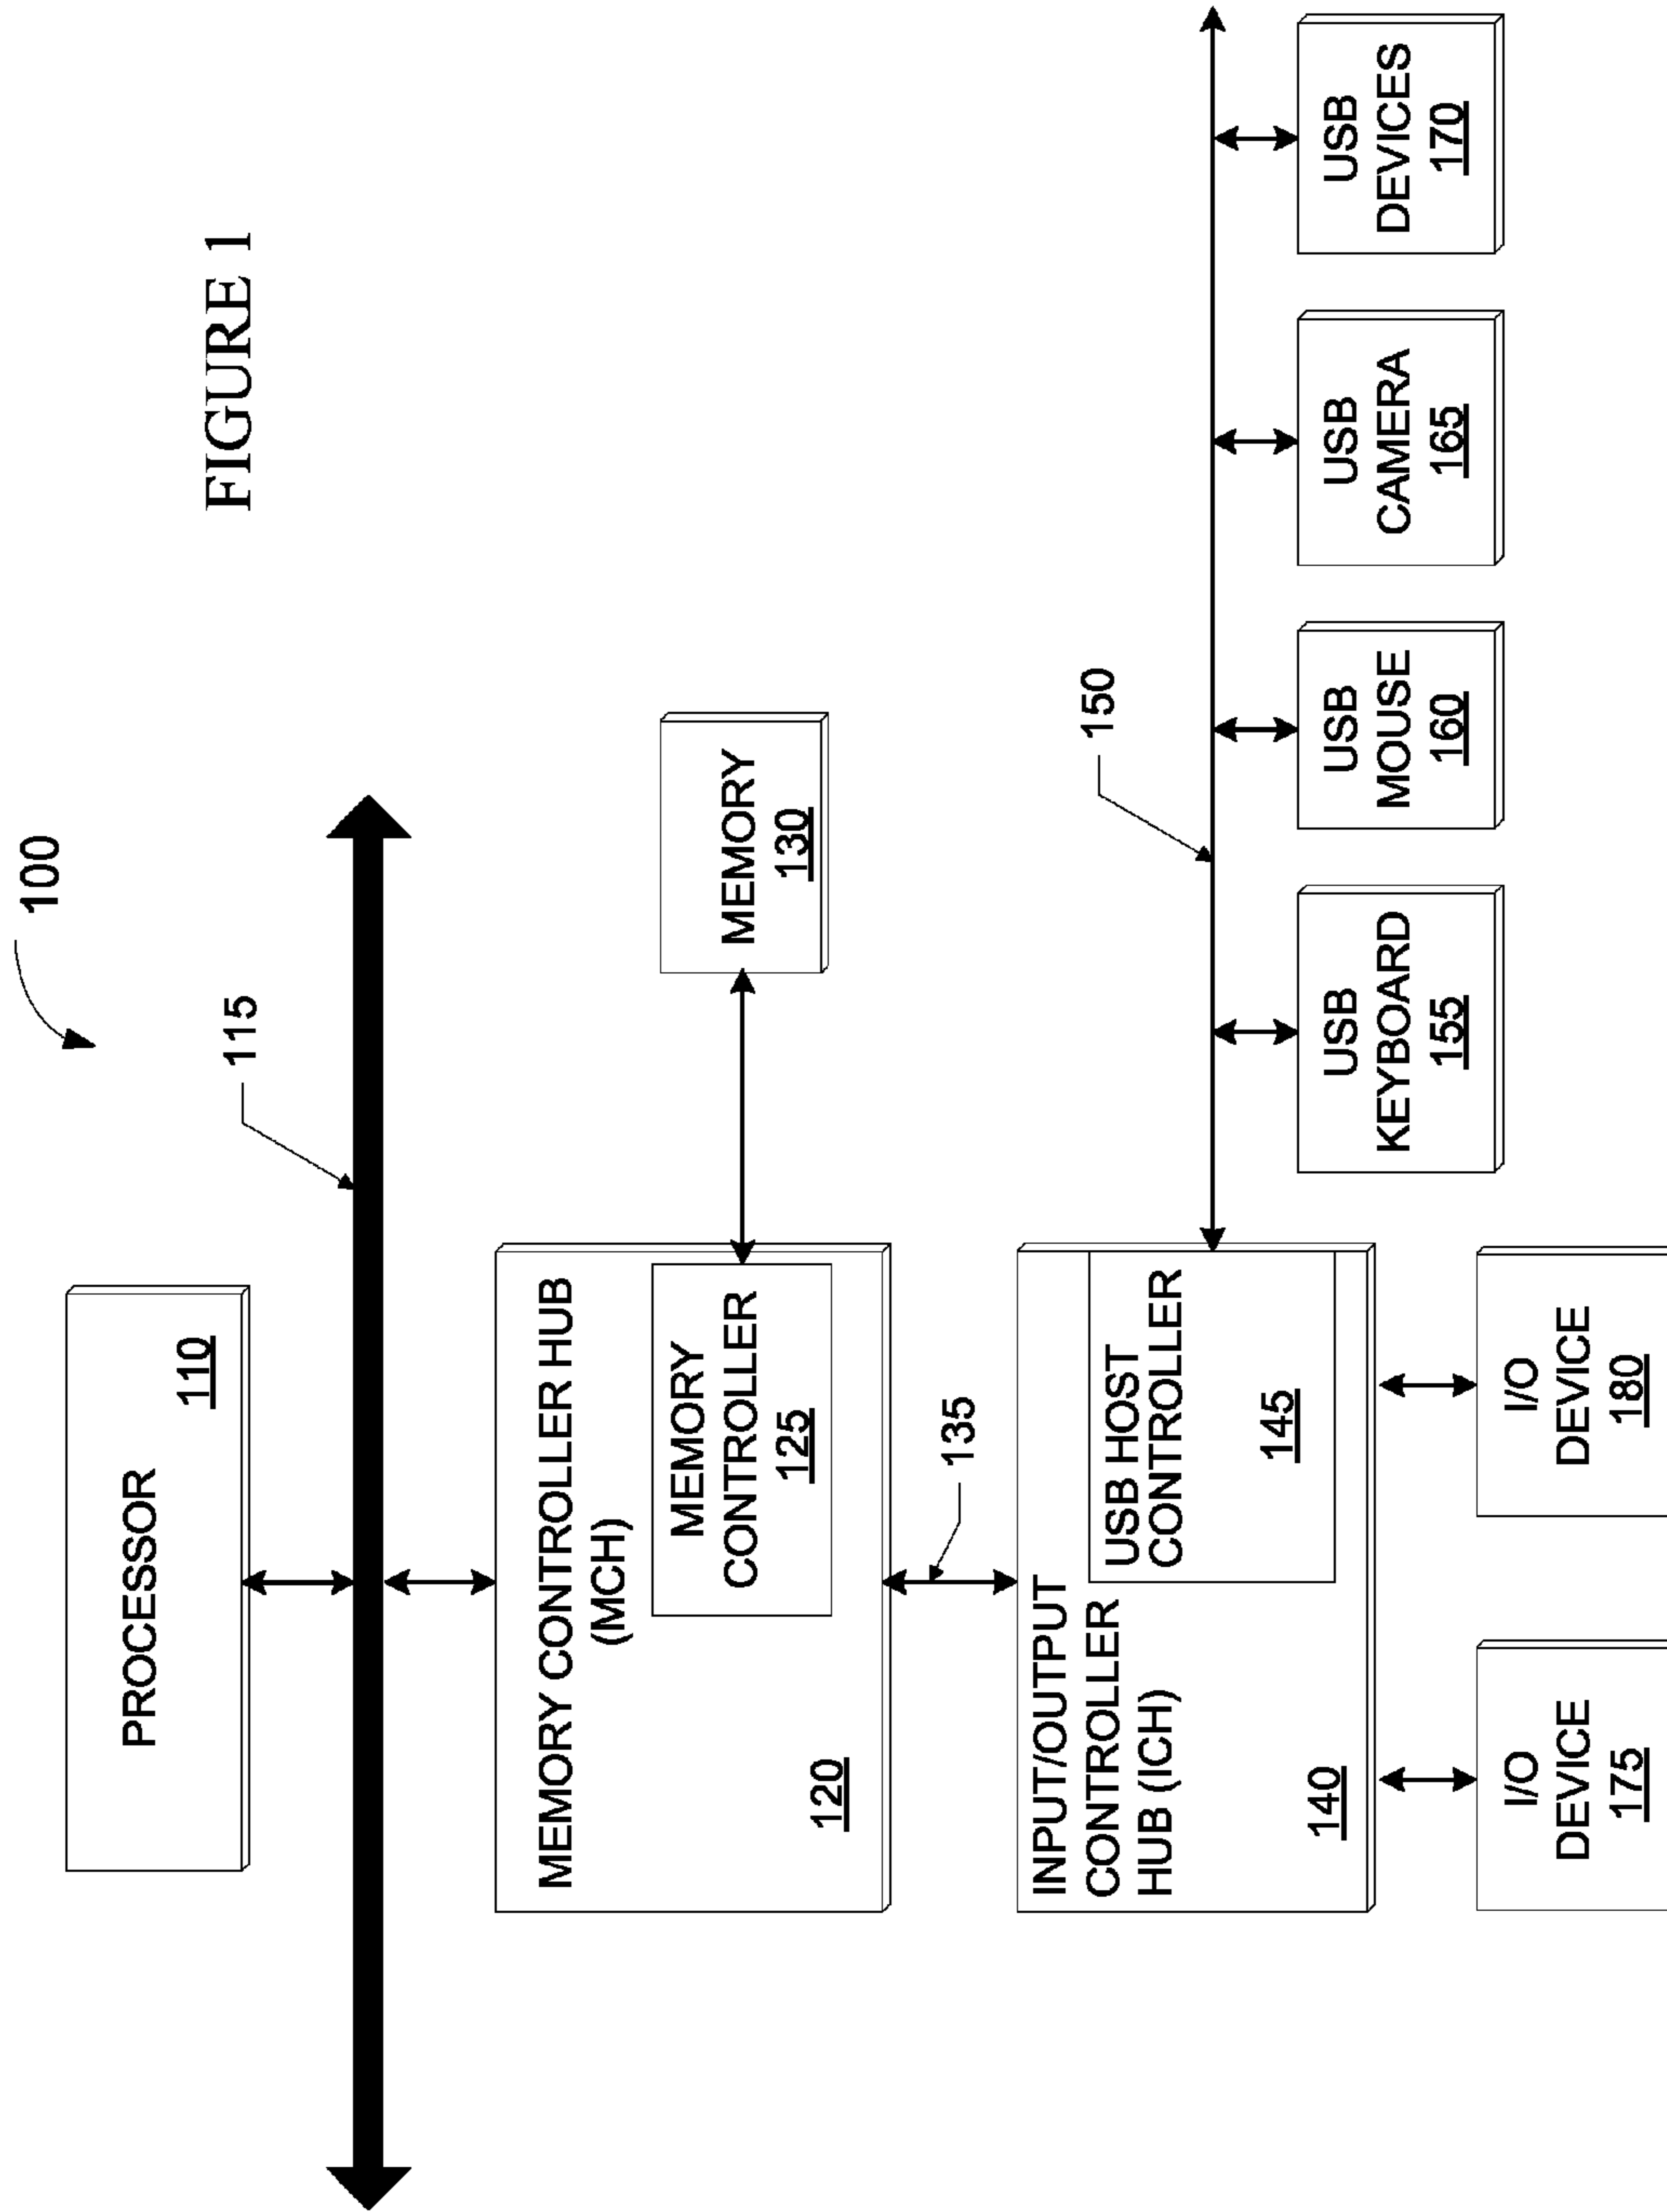 100
FIGURE 1
PROCESSOR
110
115
MEMORY CONTROLLER HUB
(MCH)
MEMORY
CONTROLLER
125
120
MEMORY
130
135
INPUT/OUTPUT
CONTROLLER
HUB (ICH)
140
USB HOST
CONTROLLER
145
150
USB
KEYBOARD
155
USB
MOUSE
160
USB
CAMERA
165
USB
DEVICES
170
I/O
DEVICE
175
I/O
DEVICE
180